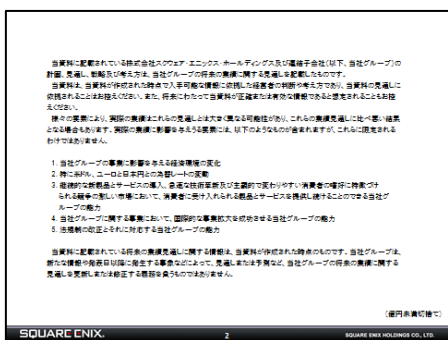 当資料に記載されている株式会社スクウェア・エニックス・ホールディングス及び連結子会社(以下、当社グループ)の
計画、見通し、戦略及び考え方は、当社グループの将来の業績に関する見通しを記載したものです。
当資料は、当資料が作成された時点で入手可能な情報に依拠した経営者の判断や考え方であり、当資料の見通しに
依拠されることはお控えください。また、将来にわたって当資料が正確または有効な情報であると想定されることもお控
えください。
様々の要素により、実際の業績はこれらの見通しとは大きく異なる可能性があり、これらの業績見通しに比べ悪い結果
となる場合もあります。実際の業績に影響を与えうる要素には、以下のようなものが含まれますが、これらに限定される
わけではありません。
1. 当社グループの事業に影響を与える経済環境の変化
2. 特に米ドル、ユーロと日本円との為替レートの変動
3. 継続的な新製品とサービスの導入、急速な技術革新及び主観的で変わりやすい消費者の嗜好に特徴づけ
られる競争の激しい市場において、消費者に受け入れられる製品とサービスを提供し続けることのできる当社グ
ループの能力
4. 当社グループに関する事業において、国際的な事業拡大を成功させる当社グループの能力
5. 法規制の改正とそれに対応する当社グループの能力
当資料に記載されている将来の業績見通しに関する情報は、当資料が作成された時点のものです。当社グループは、
新たな情報や発表日以降に発生する事象などによって、見通しまたは予測など、当社グループの将来の業績に関する
見通しを更新しまたは修正する義務を負うものではありません。
(億円未満切捨て)
SQUARE ENIX. 2 SQUARE ENIX HOLDINGS CO., LTD.